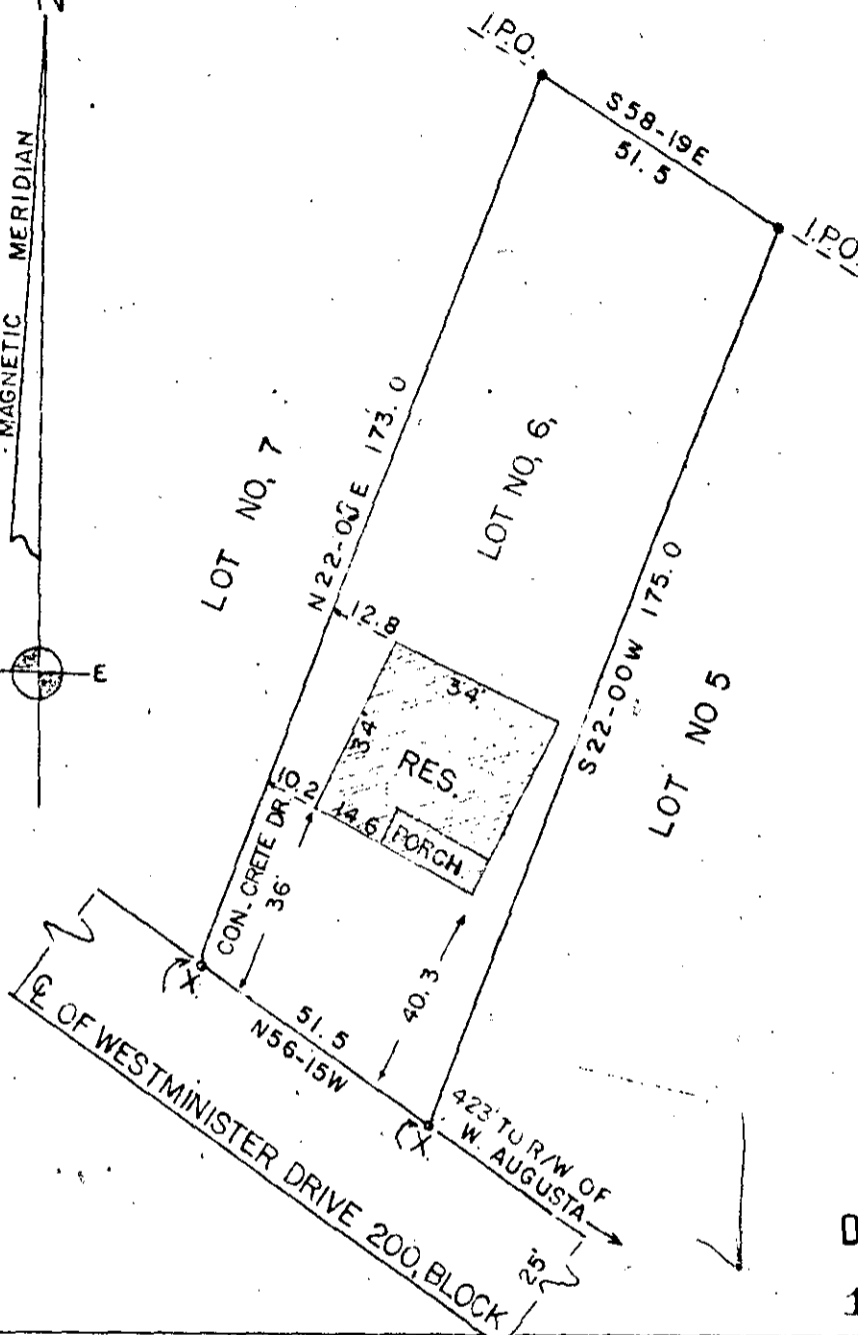 N
MAGNETIC MERIDIAN
E
I.P.O.
S58-19E
51.5
I.P.O.
LOT NO, 7
N22-00E 173.0
LOT NO, 6,
S22-00W 175.0
LOT NO 5
12.8
34'
34'
RES.
10.2
14.6
PORCH.
CON-CRETE DR.
36'
40.3
X.
51.5
N56-15W
X.
423' TO R/W OF
W. AUGUSTA
℄ OF WESTMINISTER DRIVE 200, BLOCK
25'